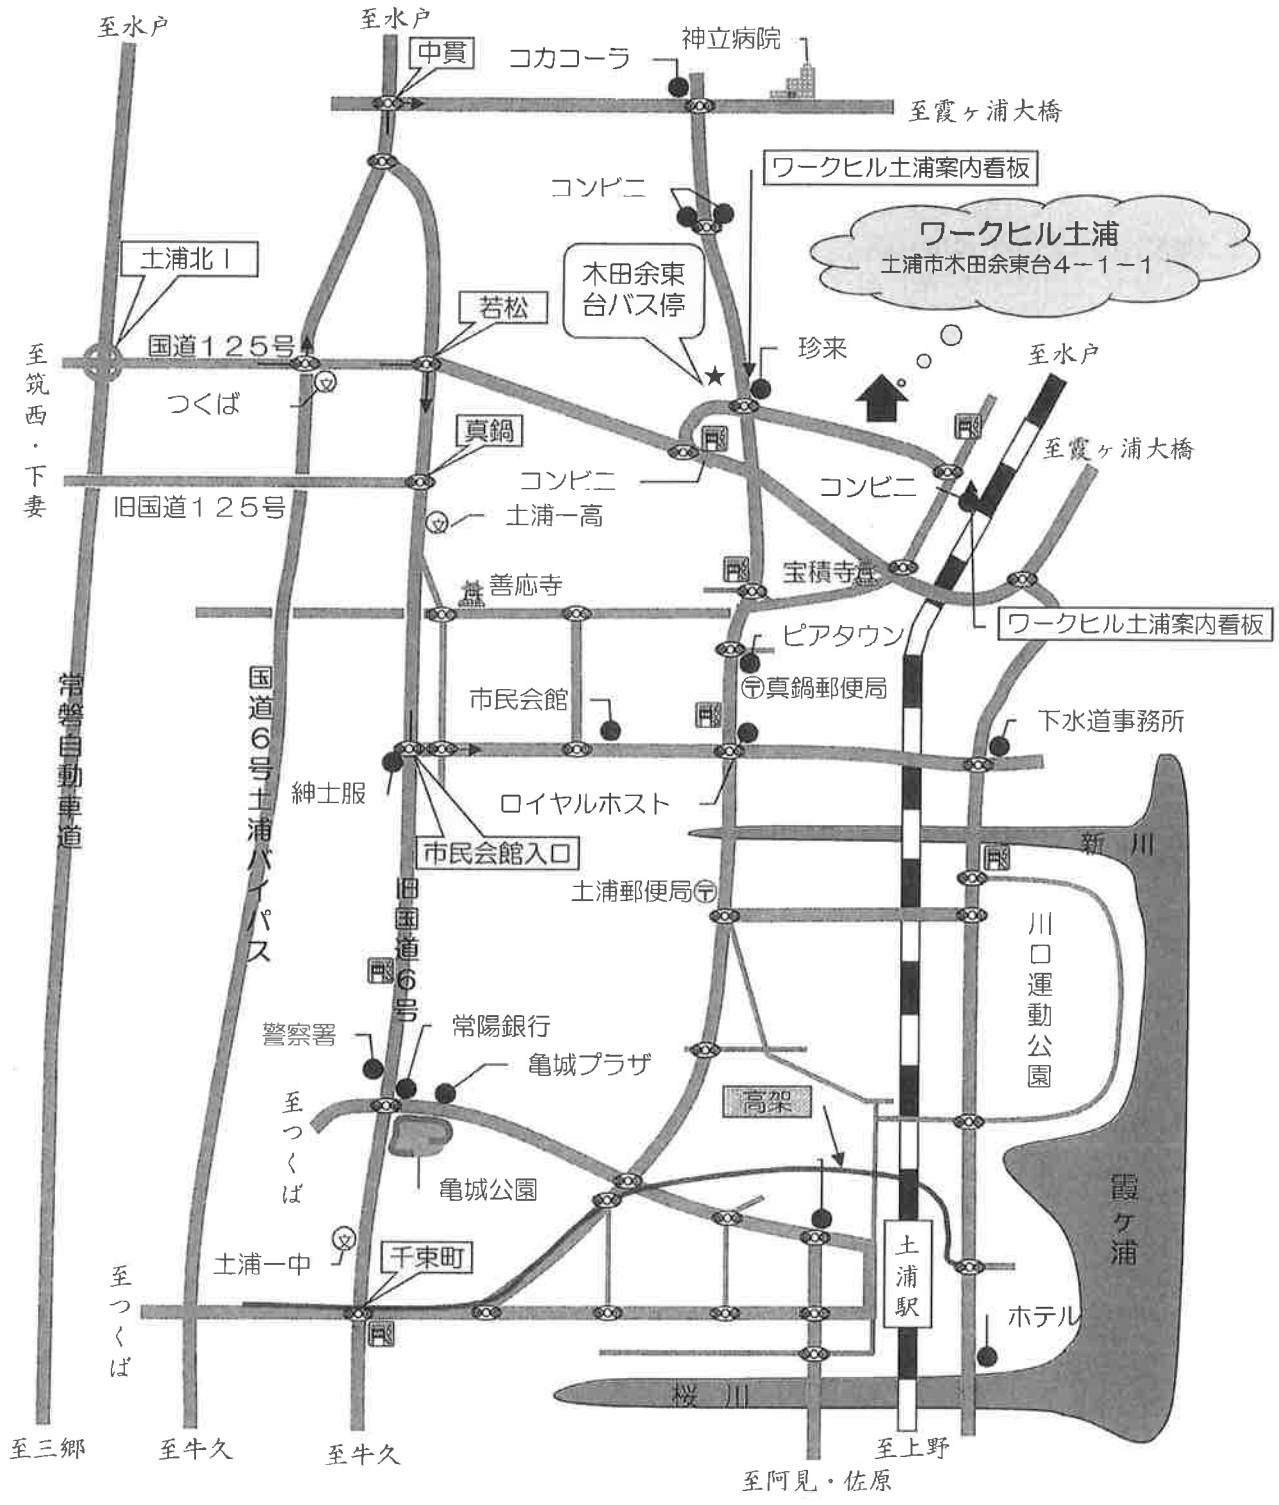 至水戸
至水戸
中貫
コカコーラ
神立病院
至霞ヶ浦大橋
ワークヒル土浦案内看板
コンビニ
ワークヒル土浦
土浦市木田余東台4－1－1
土浦北Ⅰ
木田余東
台バス停
若松
国道125号
至筑西・下妻
珍来
至水戸
つくば
真鍋
至霞ヶ浦大橋
コンビニ
コンビニ
旧国道125号
土浦一高
善応寺
宝積寺
ワークヒル土浦案内看板
ピアタウン
〒真鍋郵便局
常磐自動車道
国道6号土浦バイパス
市民会館
下水道事務所
紳士服
ロイヤルホスト
市民会館入口
新川
旧国道6号
土浦郵便局〒
川口運動公園
警察署
常陽銀行
亀城プラザ
至つくば
高架
亀城公園
霞ヶ浦
土浦一中
千束町
土浦駅
至つくば
ホテル
桜川
至三郷
至牛久
至牛久
至上野
至阿見・佐原